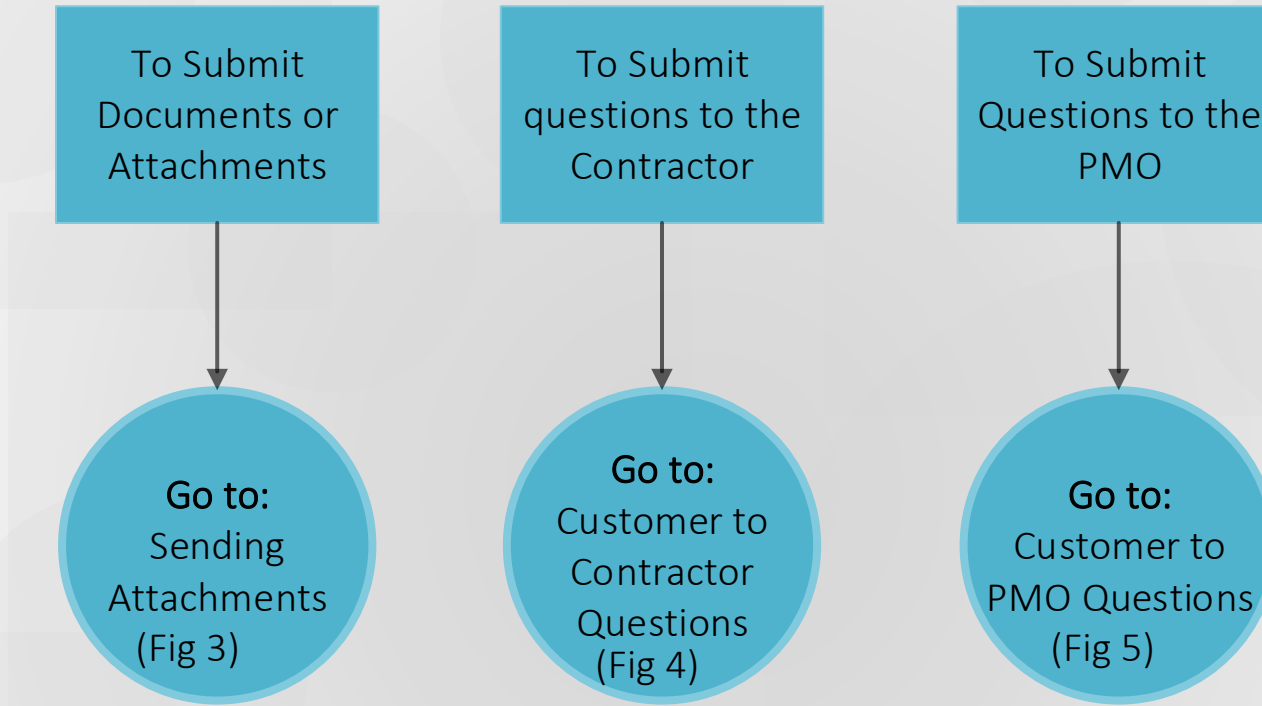 To Submit
Documents or
Attachments
To Submit
questions to the
Contractor
To Submit
Questions to the
PMO
Go to:
Sending
Attachments
(Fig 3)
Go to:
Customer to
Contractor
Questions
(Fig 4)
Go to:
Customer to
PMO Questions
(Fig 5)